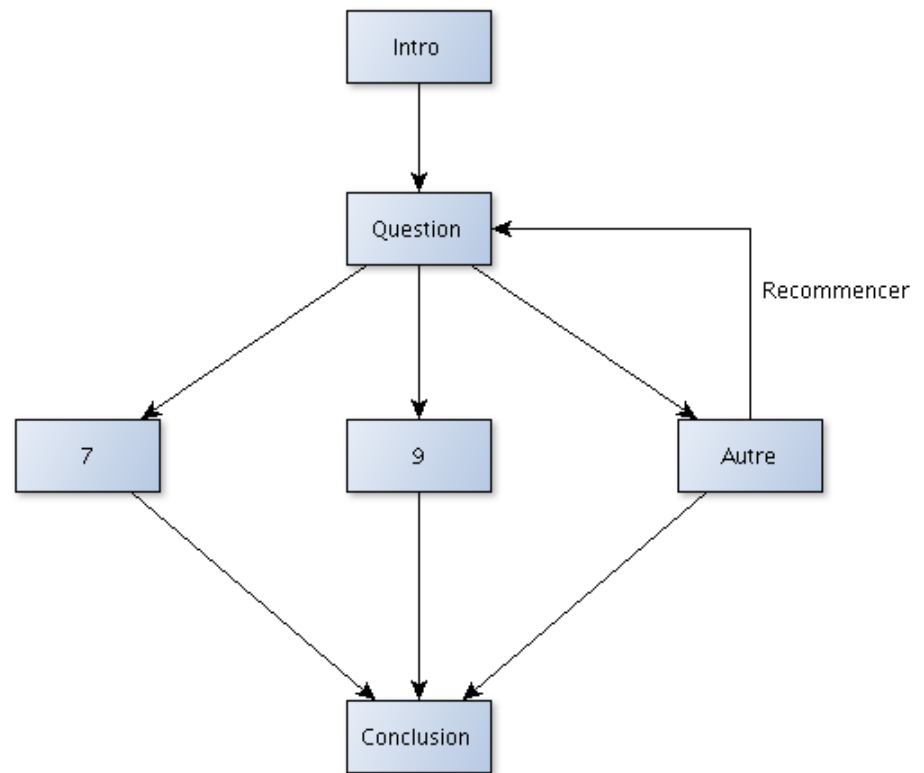 Intro
Question
Recommencer
7
9
Autre
Conclusion